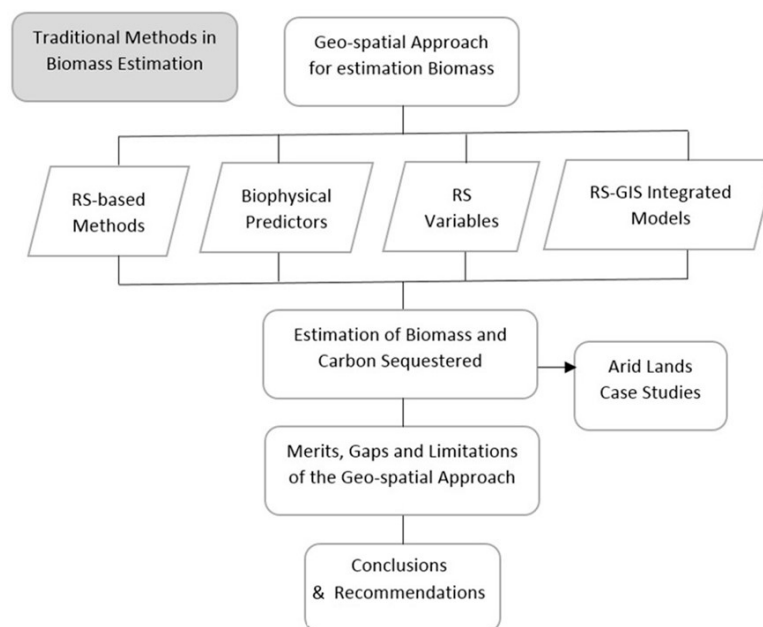 Traditional Methods in
Biomass Estimation
Geo-spatial Approach
for estimation Biomass
RS-based
Methods
Biophysical
Predictors
RS
Variables
RS-GIS Integrated
Models
Estimation of Biomass and
Carbon Sequestered
Arid Lands
Case Studies
Merits, Gaps and Limitations
of the Geo-spatial Approach
Conclusions
& Recommendations